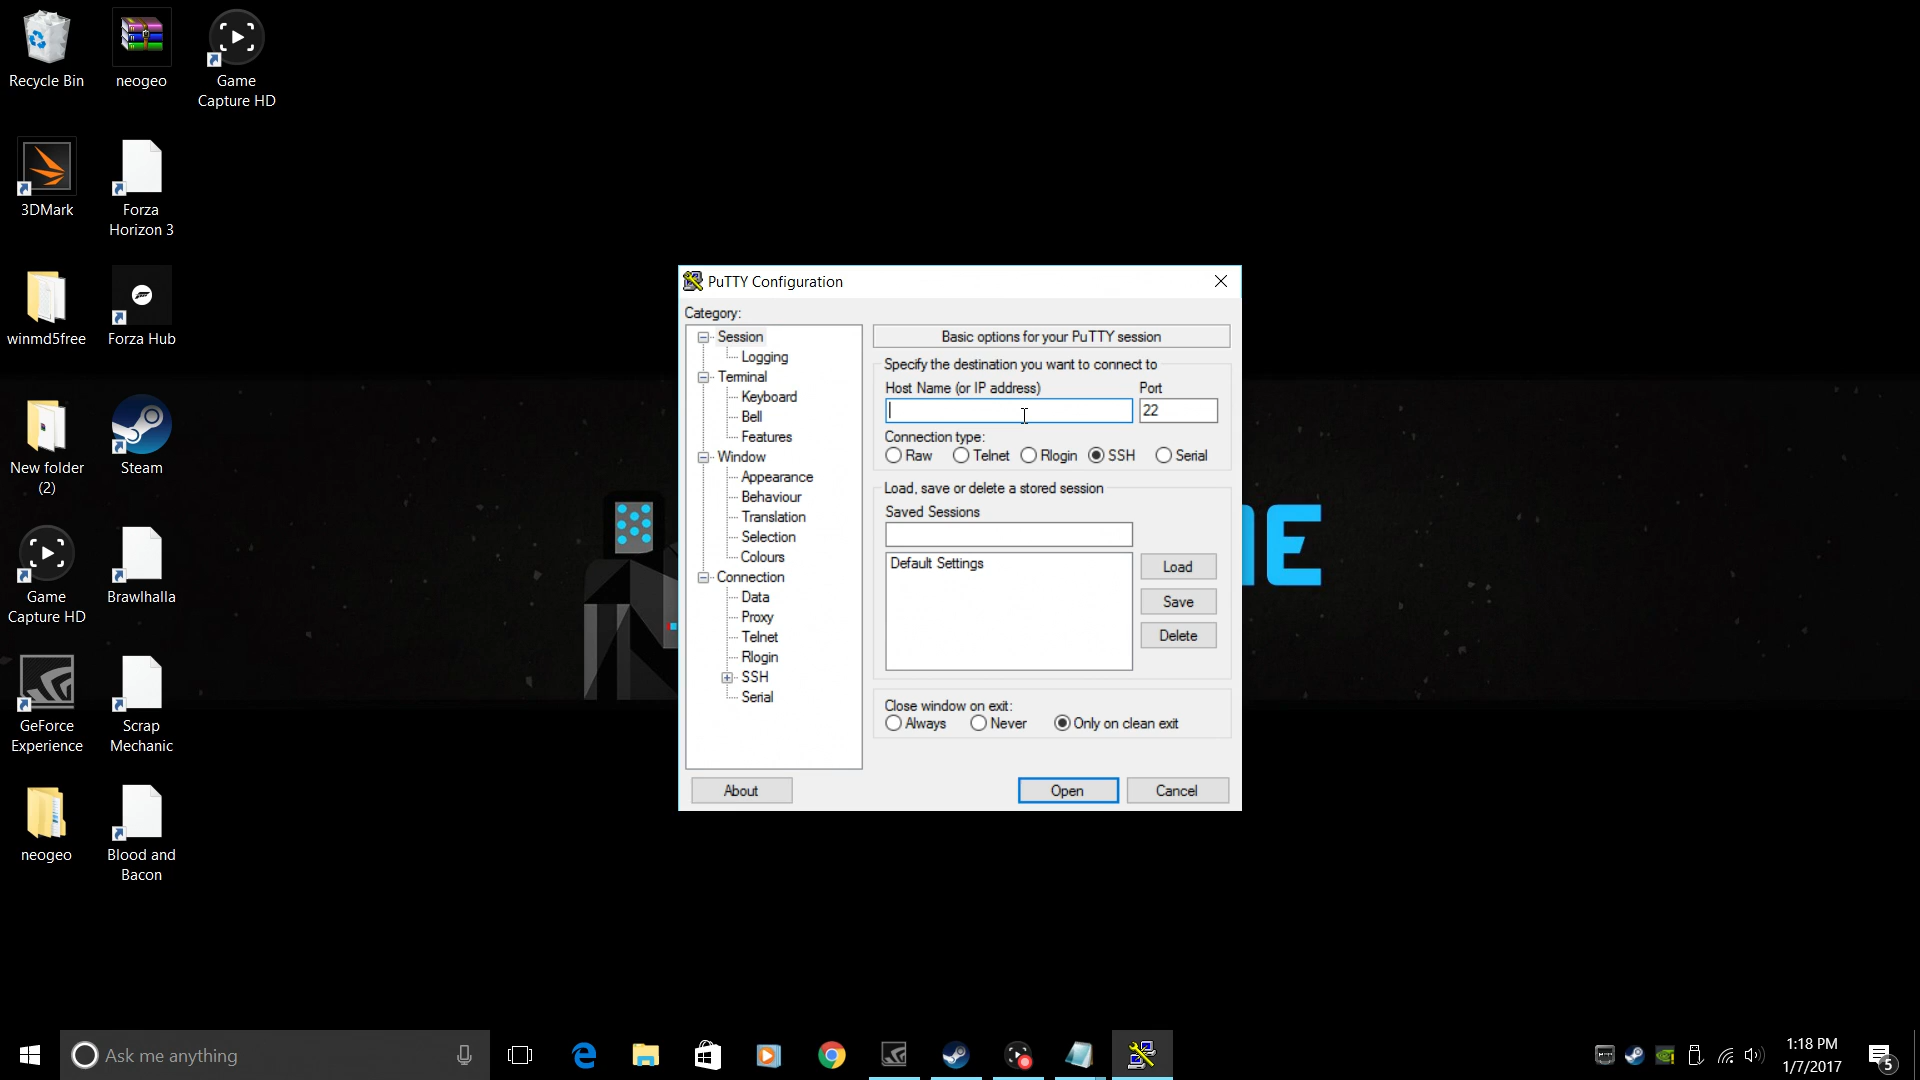 Recycle Bin
neogeo
Game
Capture HD
3DMark
Forza
Horizon 3
winmd5free
Forza Hub
New folder
(2)
Steam
Game
Capture HD
Brawlhalla
GeForce
Experience
Scrap
Mechanic
neogeo
Blood and
Bacon
PuTTY Configuration
Category:
Session
Logging
Terminal
Keyboard
Bell
Features
Window
Appearance
Behaviour
Translation
Selection
Colours
Connection
Data
Proxy
Telnet
Rlogin
SSH
Serial
Basic options for your PuTTY session
Specify the destination you want to connect to
Host Name (or IP address)
Port
22
Connection type:
Raw
Telnet
Rlogin
SSH
Serial
Load, save or delete a stored session
Saved Sessions
Default Settings
Load
Save
Delete
Close window on exit:
Always
Never
Only on clean exit
About
Open
Cancel
E
Ask me anything
1:18 PM
1/7/2017
5